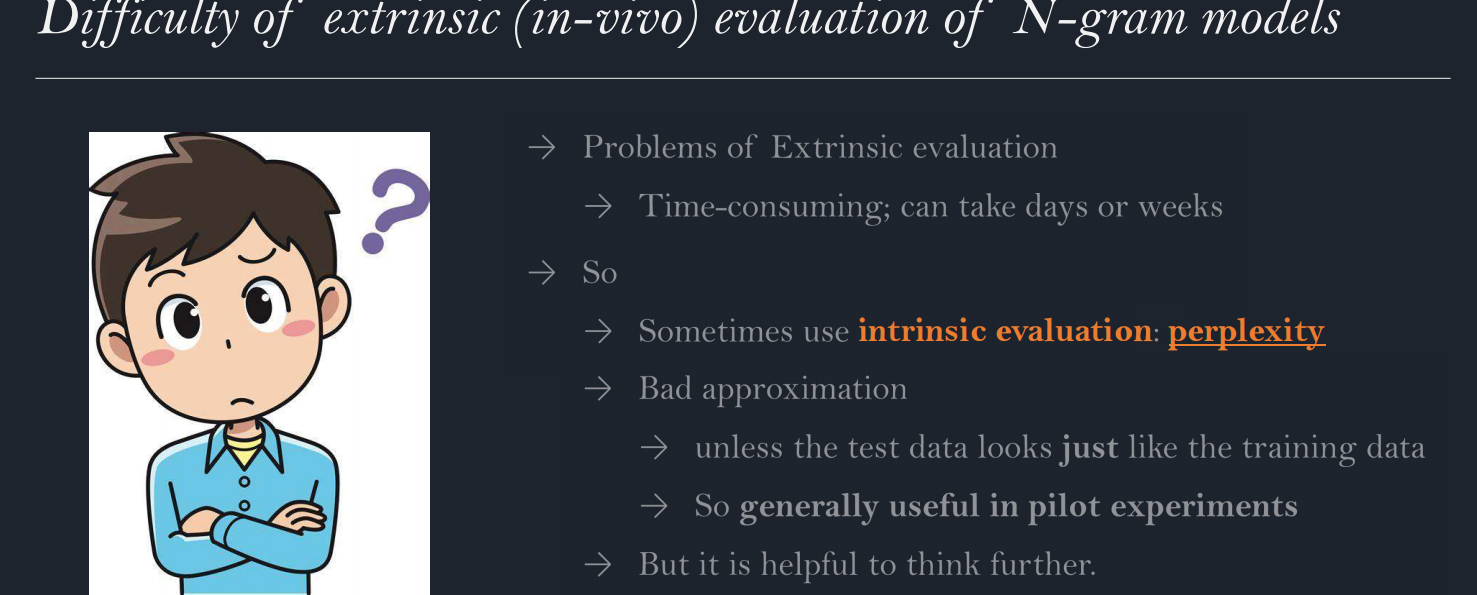 Difficulty of extrinsic (in-vivo) evaluation of N-gram models
?
→ Problems of Extrinsic evaluation
→ Time-consuming; can take days or weeks
→ So
→ Sometimes use intrinsic evaluation: perplexity
→ Bad approximation
→ unless the test data looks just like the training data
→ So generally useful in pilot experiments
→ But it is helpful to think further.